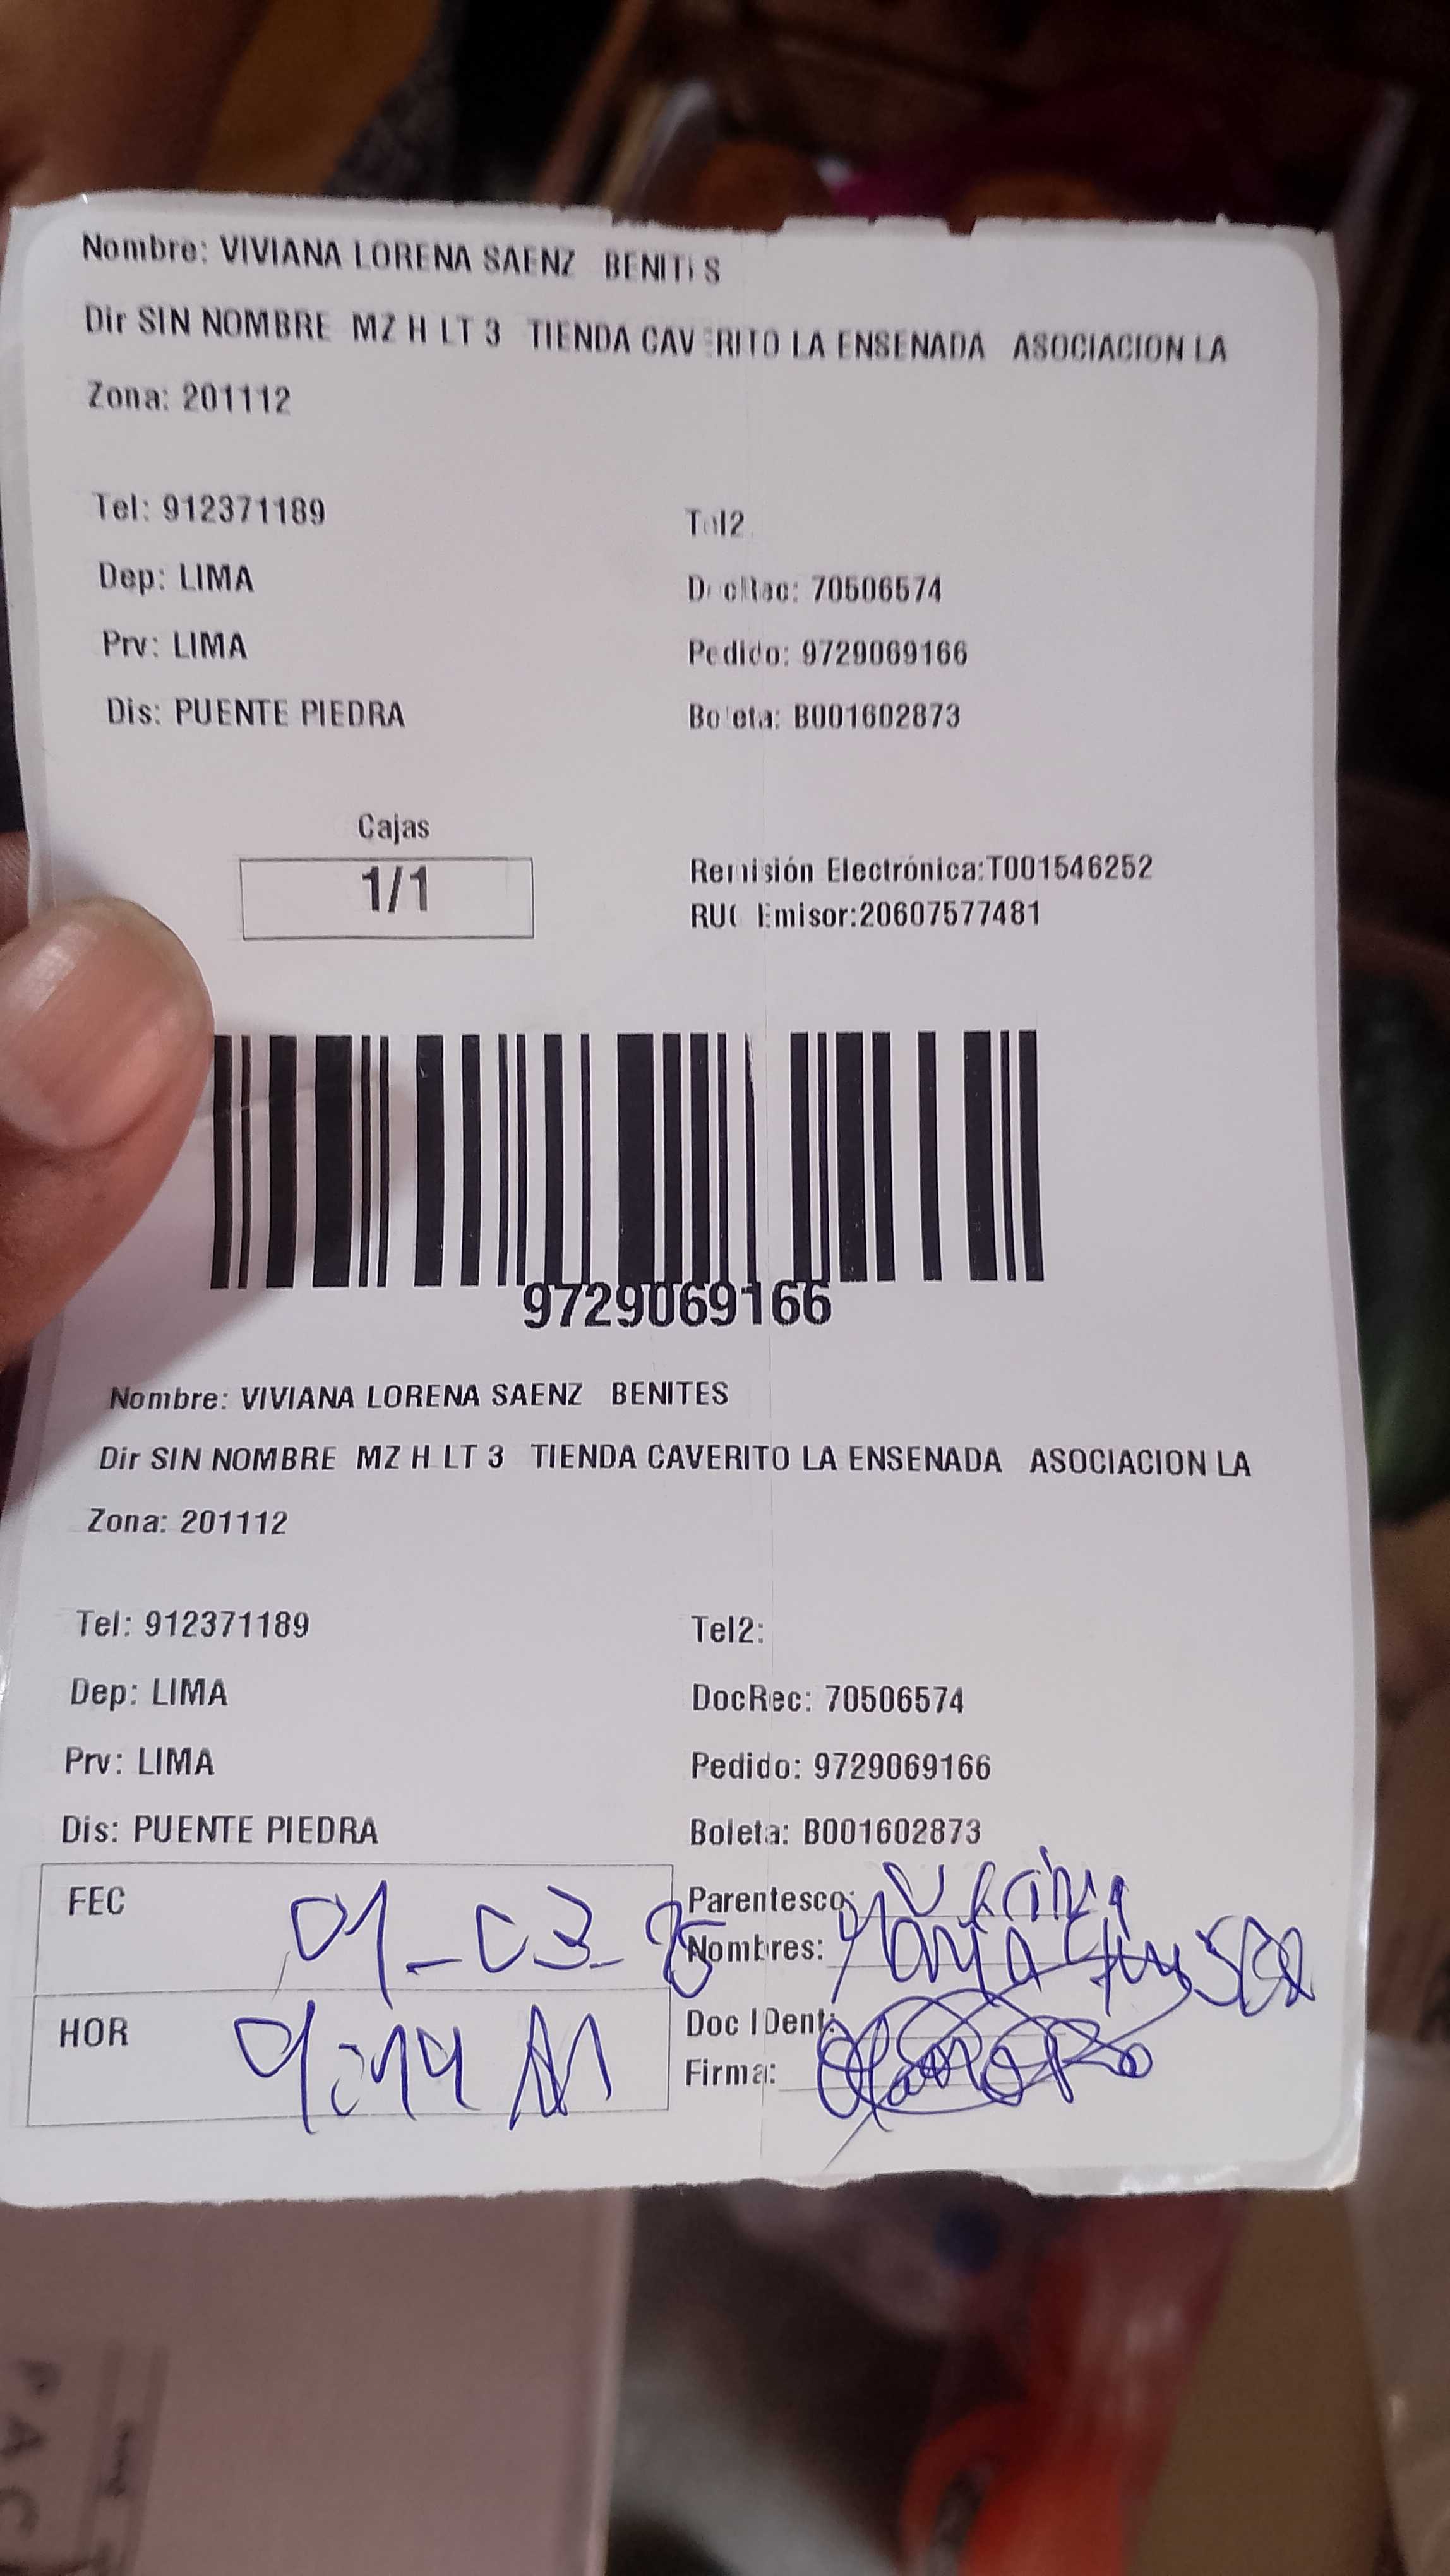 Nombre: VIVIANA LORENA SAENZ BENITES
Dir SIN NOMBRE MZ H LT 3 TIENDA CAVERITO LA ENSENADA ASOCIACION LA
Zona: 201112
Tel: 912371189
Tel2
Dep: LIMA
DocRec: 70506574
Prv: LIMA
Pedido: 9729069166
Dis: PUENTE PIEDRA
Boleta: B001602873
Cajas
1/1
Remisión Electrónica:T001546252
RUC Emisor:20607577481
9729069166
Nombre: VIVIANA LORENA SAENZ BENITES
Dir SIN NOMBRE MZ H LT 3 TIENDA CAVERITO LA ENSENADA ASOCIACION LA
Zona: 201112
Tel: 912371189
Tel2:
Dep: LIMA
DocRec: 70506574
Prv: LIMA
Pedido: 9729069166
Dis: PUENTE PIEDRA
Boleta: B001602873
FEC 01-03-25
Parentesco:
Nombres: Maria
HOR
Doc IDent:
Firma: